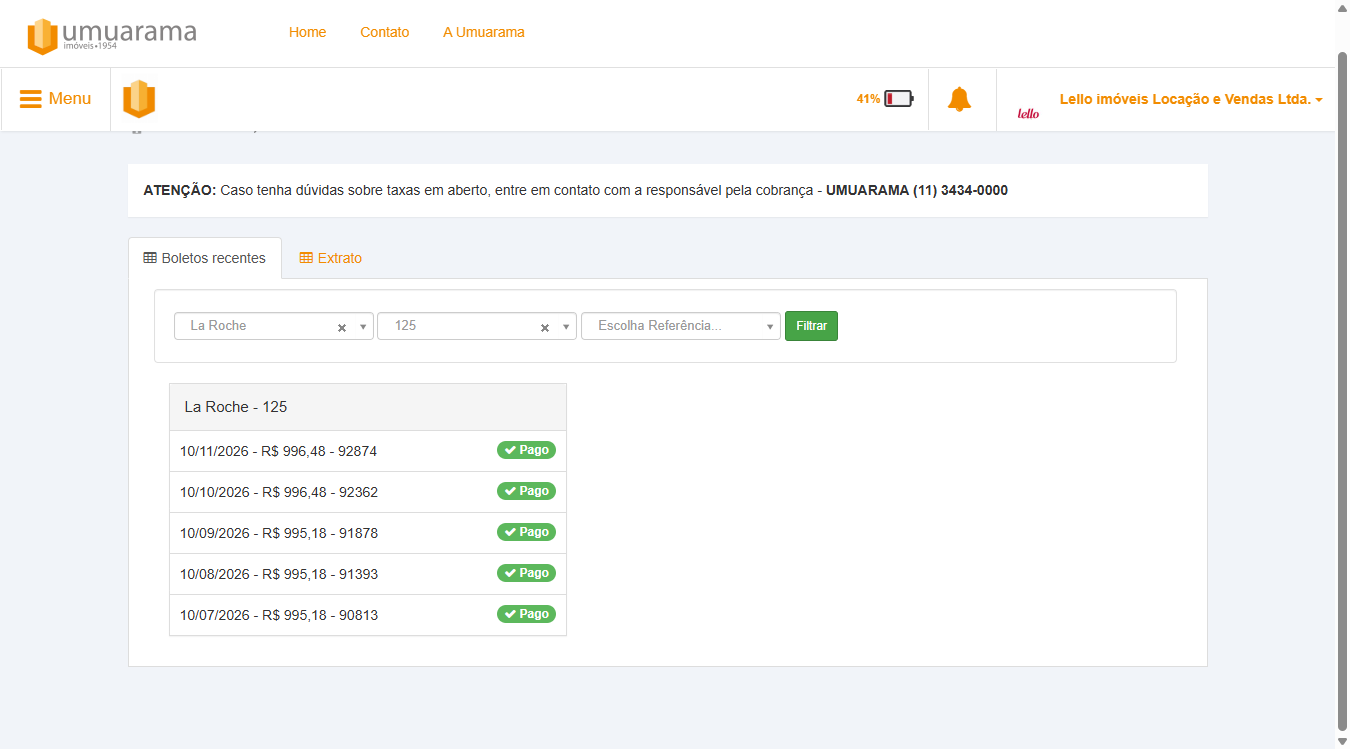 umuarama
imóveis•1954
Home Contato A Umuarama
Menu 41% lello Lello imóveis Locação e Vendas Ltda.
ATENÇÃO: Caso tenha dúvidas sobre taxas em aberto, entre em contato com a responsável pela cobrança - UMUARAMA (11) 3434-0000
Boletos recentes Extrato
La Roche 125 Escolha Referência... Filtrar
La Roche - 125
10/11/2026 - R$ 996,48 - 92874 Pago
10/10/2026 - R$ 996,48 - 92362 Pago
10/09/2026 - R$ 995,18 - 91878 Pago
10/08/2026 - R$ 995,18 - 91393 Pago
10/07/2026 - R$ 995,18 - 90813 Pago